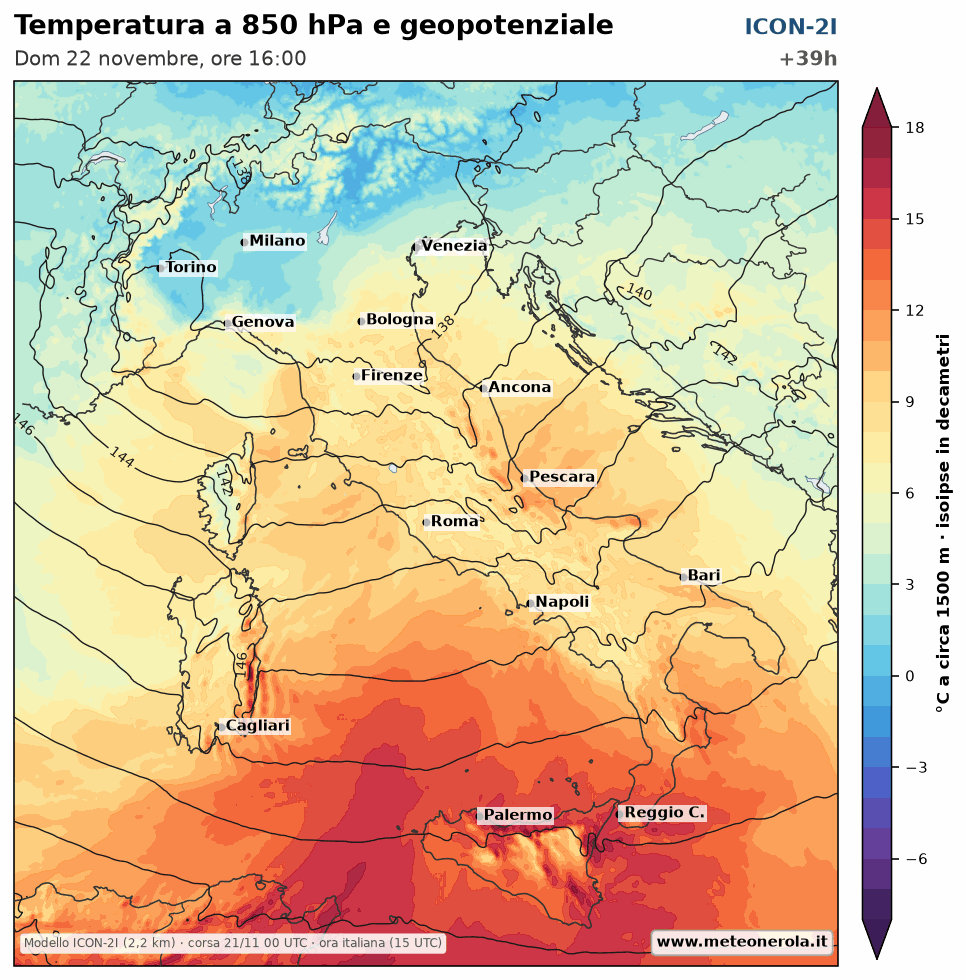 Temperatura a 850 hPa e geopotenziale
ICON-2I
Dom 22 novembre, ore 16:00
+39h
18
15
12
9
6
3
0
−3
−6
°C a circa 1500 m · isoipse in decametri
Milano
Venezia
Torino
140
Genova
Bologna
138
Firenze
Ancona
146
144
142
Pescara
Roma
Bari
Napoli
146
Cagliari
Palermo
Reggio C.
Modello ICON-2I (2,2 km) · corsa 21/11 00 UTC · ora italiana (15 UTC)
www.meteonerola.it